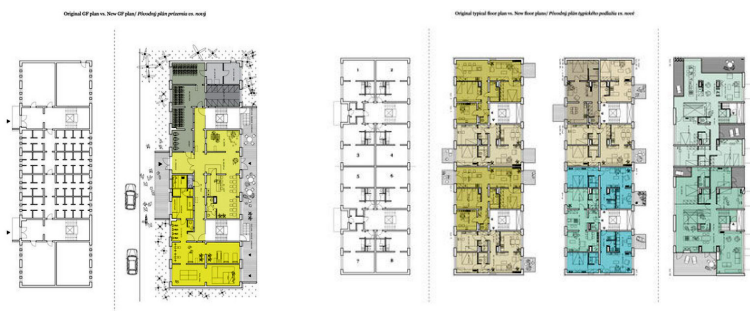 Original GF plan vs. New GF plan/ Pôvodný plán prízemia vs. nový
Original typical floor plan vs. New floor plans/ Pôvodný plán typického podlažia vs. nové
1 2
3 4
5 6
7 8